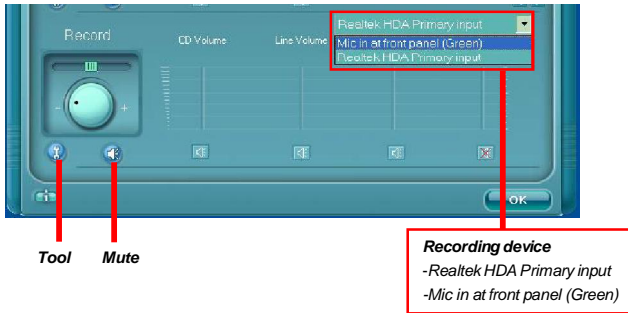 Realtek HDA Primary input
Record
CD Volume
Line Volume
Mic in at front panel (Green)
Realtek HDA Primary input
- +
i
OK
Tool
Mute
Recording device
-Realtek HDA Primary input
-Mic in at front panel (Green)